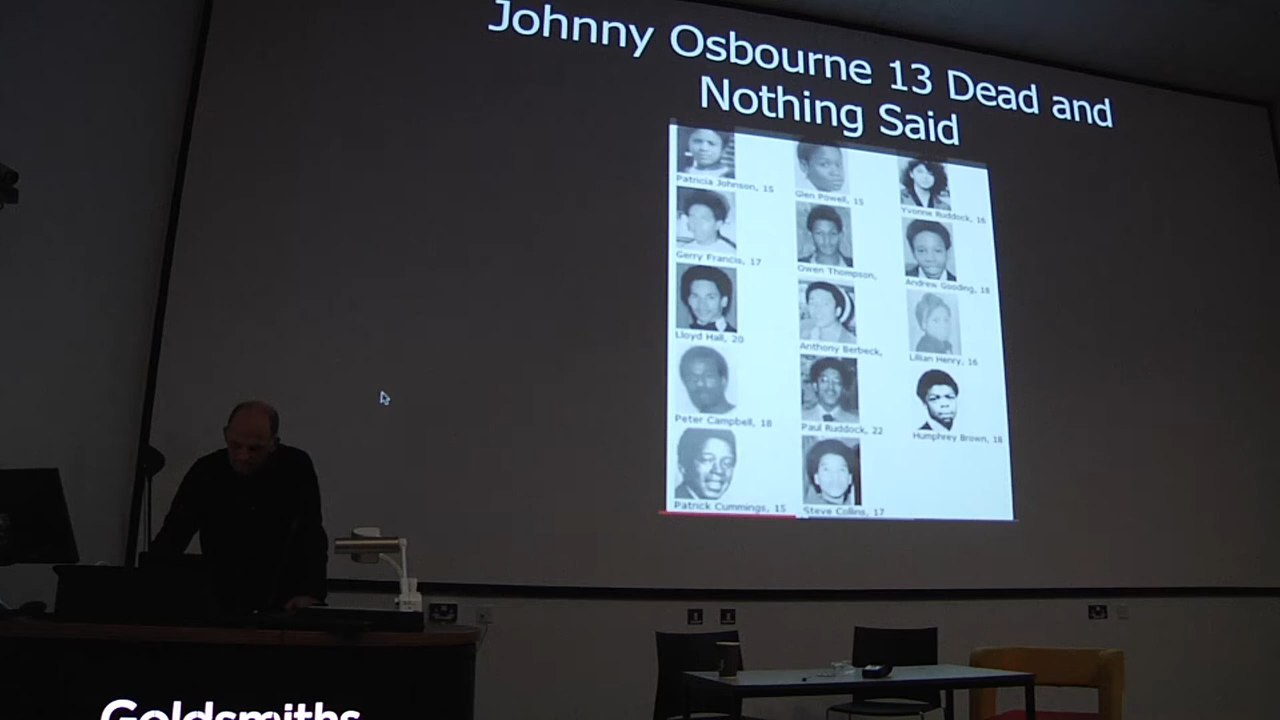 Johnny Osbourne 13 Dead and
Nothing Said
Patricia Johnson, 15
Glen Powell, 15
Yvonne Ruddock, 16
Gerry Francis, 17
Owen Thompson,
Andrew Gooding, 18
Lloyd Hall, 20
Anthony Berbeck,
Lillian Henry, 16
Peter Campbell, 18
Paul Ruddock, 22
Humphrey Brown, 18
Patrick Cummings, 15
Steve Collins, 17
Goldsmiths